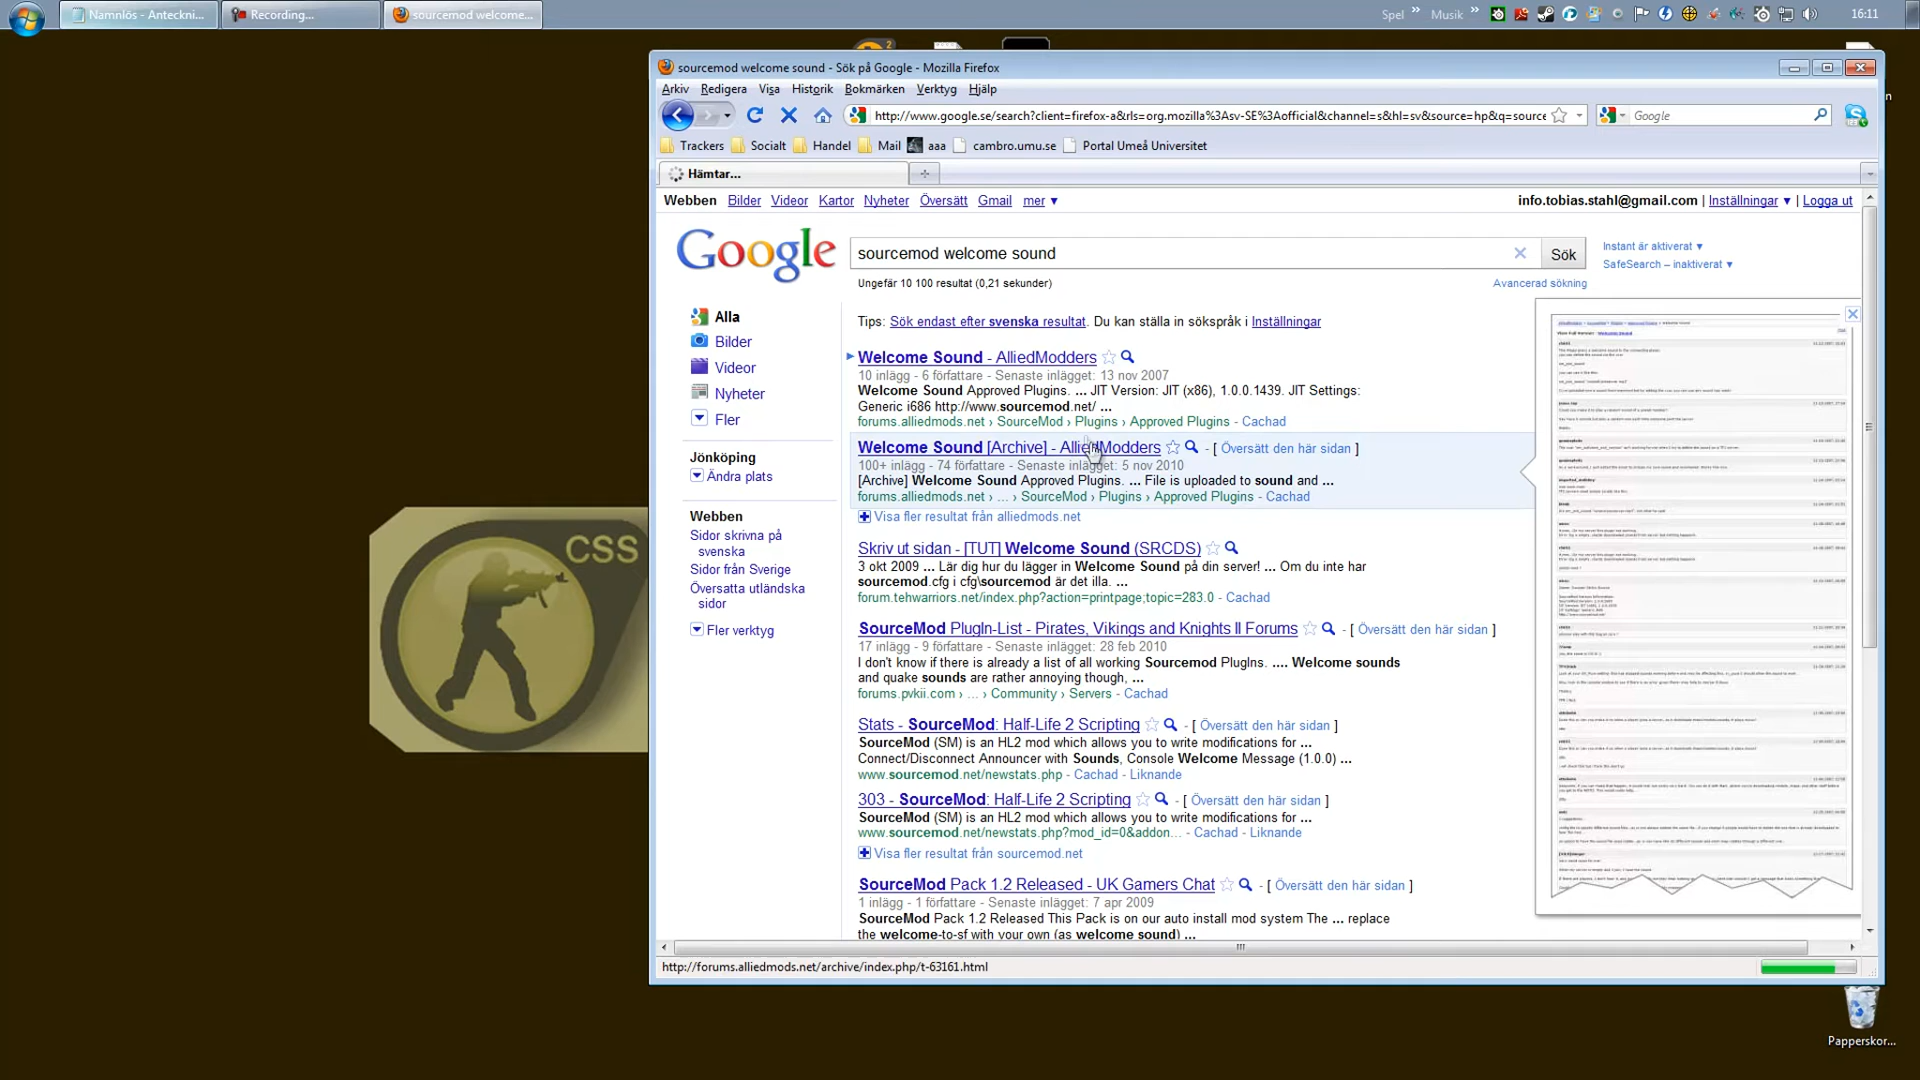 Namnlös - Anteckni...
Recording...
sourcemod welcome...
Spel »
Musik »
16:11
sourcemod welcome sound - Sök på Google - Mozilla Firefox
Arkiv Redigera Visa Historik Bokmärken Verktyg Hjälp
http://www.google.se/search?client=firefox-a&rls=org.mozilla%3Asv-SE%3Aofficial&channel=s&hl=sv&source=hp&q=source
Google
Trackers Socialt Handel Mail aaa cambro.umu.se Portal Umeå Universitet
Hämtar...
Webben Bilder Videor Kartor Nyheter Översätt Gmail mer ▼
info.tobias.stahl@gmail.com | Inställningar ▼ | Logga ut
Google
sourcemod welcome sound
Sök
Instant är aktiverat ▼
SafeSearch – inaktiverat ▼
Ungefär 10 100 resultat (0,21 sekunder)
Avancerad sökning
Alla
Bilder
Videor
Nyheter
Fler
Jönköping
Ändra plats
Webben
Sidor skrivna på
svenska
Sidor från Sverige
Översatta utländska
sidor
Fler verktyg
Tips: Sök endast efter svenska resultat. Du kan ställa in sökspråk i Inställningar
Welcome Sound - AlliedModders
10 inlägg - 6 författare - Senaste inlägget: 13 nov 2007
Welcome Sound Approved Plugins. ... JIT Version: JIT (x86), 1.0.0.1439. JIT Settings:
Generic i686 http://www.sourcemod.net/ ...
forums.alliedmods.net › SourceMod › Plugins › Approved Plugins - Cachad
Welcome Sound [Archive] - AlliedModders - [ Översätt den här sidan ]
100+ inlägg - 74 författare - Senaste inlägget: 5 nov 2010
[Archive] Welcome Sound Approved Plugins. ... File is uploaded to sound and ...
forums.alliedmods.net › ... › SourceMod › Plugins › Approved Plugins - Cachad
Visa fler resultat från alliedmods.net
Skriv ut sidan - [TUT] Welcome Sound (SRCDS)
3 okt 2009 ... Lär dig hur du lägger in Welcome Sound på din server! ... Om du inte har
sourcemod.cfg i cfg\sourcemod är det illa. ...
forum.tehwarriors.net/index.php?action=printpage;topic=283.0 - Cachad
SourceMod PlugIn-List - Pirates, Vikings and Knights II Forums - [ Översätt den här sidan ]
17 inlägg - 9 författare - Senaste inlägget: 28 feb 2010
I don't know if there is already a list of all working Sourcemod PlugIns. .... Welcome sounds
and quake sounds are rather annoying though, ...
forums.pvkii.com › ... › Community › Servers - Cachad
Stats - SourceMod: Half-Life 2 Scripting - [ Översätt den här sidan ]
SourceMod (SM) is an HL2 mod which allows you to write modifications for ...
Connect/Disconnect Announcer with Sounds, Console Welcome Message (1.0.0) ...
www.sourcemod.net/newstats.php - Cachad - Liknande
303 - SourceMod: Half-Life 2 Scripting - [ Översätt den här sidan ]
SourceMod (SM) is an HL2 mod which allows you to write modifications for ...
www.sourcemod.net/newstats.php?mod_id=0&addon... - Cachad - Liknande
Visa fler resultat från sourcemod.net
SourceMod Pack 1.2 Released - UK Gamers Chat - [ Översätt den här sidan ]
1 inlägg - 1 författare - Senaste inlägget: 7 apr 2009
SourceMod Pack 1.2 Released This Pack is on our auto install mod system The ... replace
the welcome-to-sf with your own (as welcome sound) ...
http://forums.alliedmods.net/archive/index.php/t-63161.html
CSS
Papperskor...